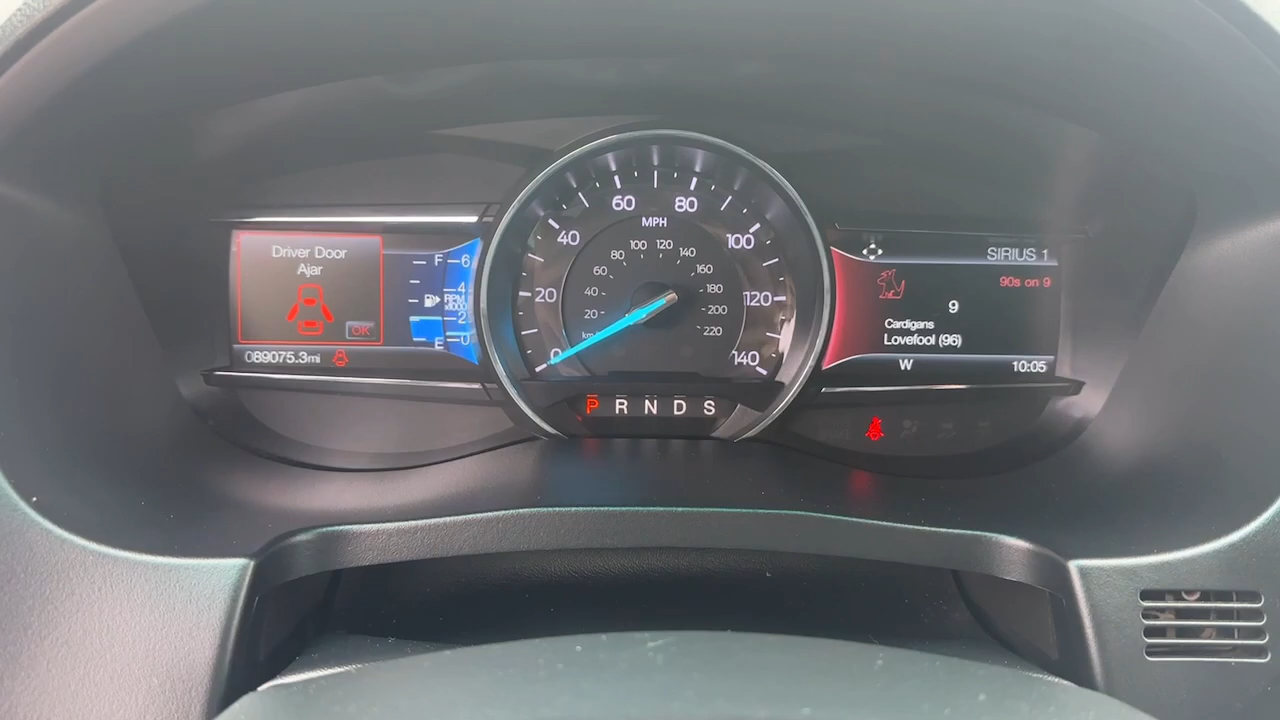 Driver Door
Ajar
OK
089075.3mi
F
E
6
4
RPM
x1000
2
0
0
20
40
60
80
100
120
140
MPH
20
40
60
80
100
120
140
160
180
200
220
P R N D S
SIRIUS 1
90s on 9
9
Cardigans
Lovefool (96)
W
10:05